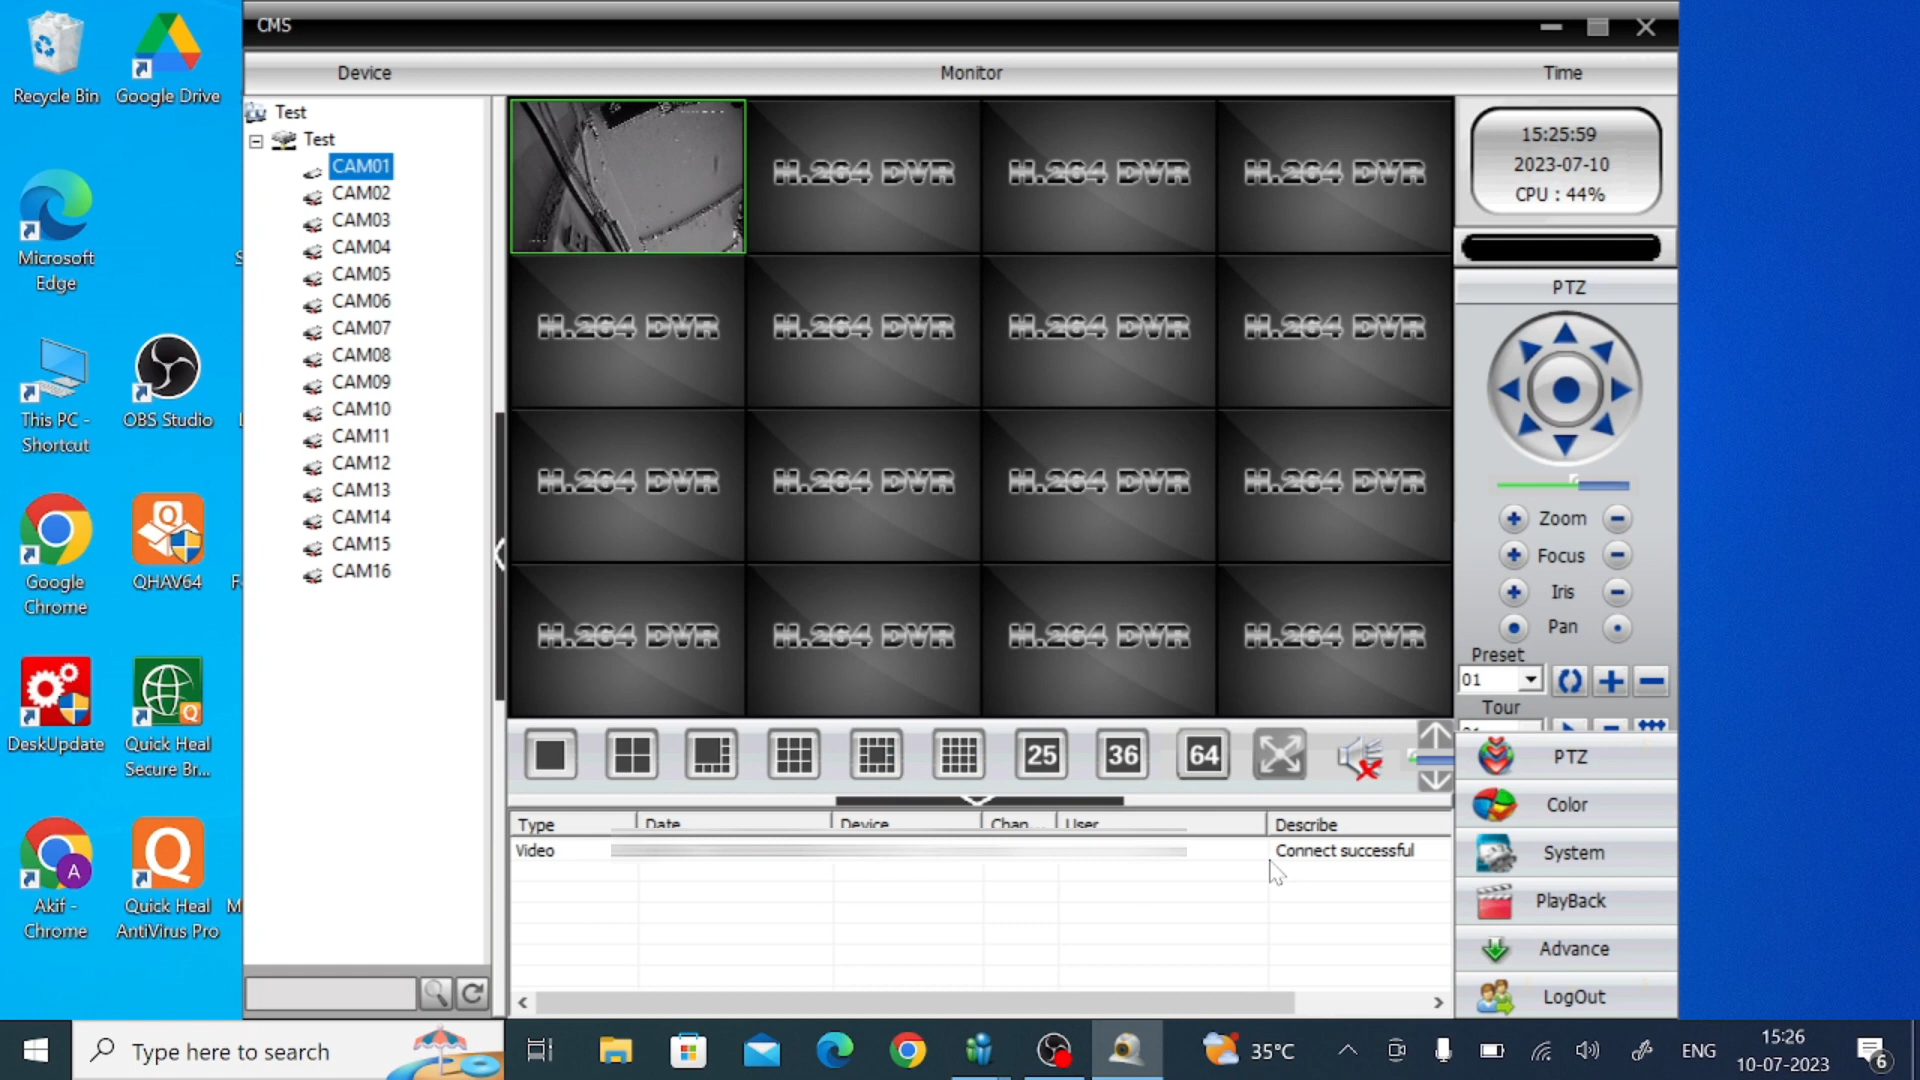 CMS
Device
Monitor
Time
Recycle Bin
Google Drive
Microsoft
Edge
This PC -
Shortcut
OBS Studio
Google
Chrome
QHAV64
DeskUpdate
Quick Heal
Secure Br...
Akif -
Chrome
Quick Heal
AntiVirus Pro
Test
Test
CAM01
CAM02
CAM03
CAM04
CAM05
CAM06
CAM07
CAM08
CAM09
CAM10
CAM11
CAM12
CAM13
CAM14
CAM15
CAM16
H.264 DVR H.264 DVR H.264 DVR
H.264 DVR H.264 DVR H.264 DVR H.264 DVR
H.264 DVR H.264 DVR H.264 DVR H.264 DVR
H.264 DVR H.264 DVR H.264 DVR H.264 DVR
15:25:59
2023-07-10
CPU : 44%
PTZ
Zoom
Focus
Iris
Pan
Preset
01
Tour
25 36 64
PTZ
Color
System
PlayBack
Advance
LogOut
Type Date Device Chan... User Describe
Video Connect successful
Type here to search
35°C
ENG
15:26
10-07-2023
6